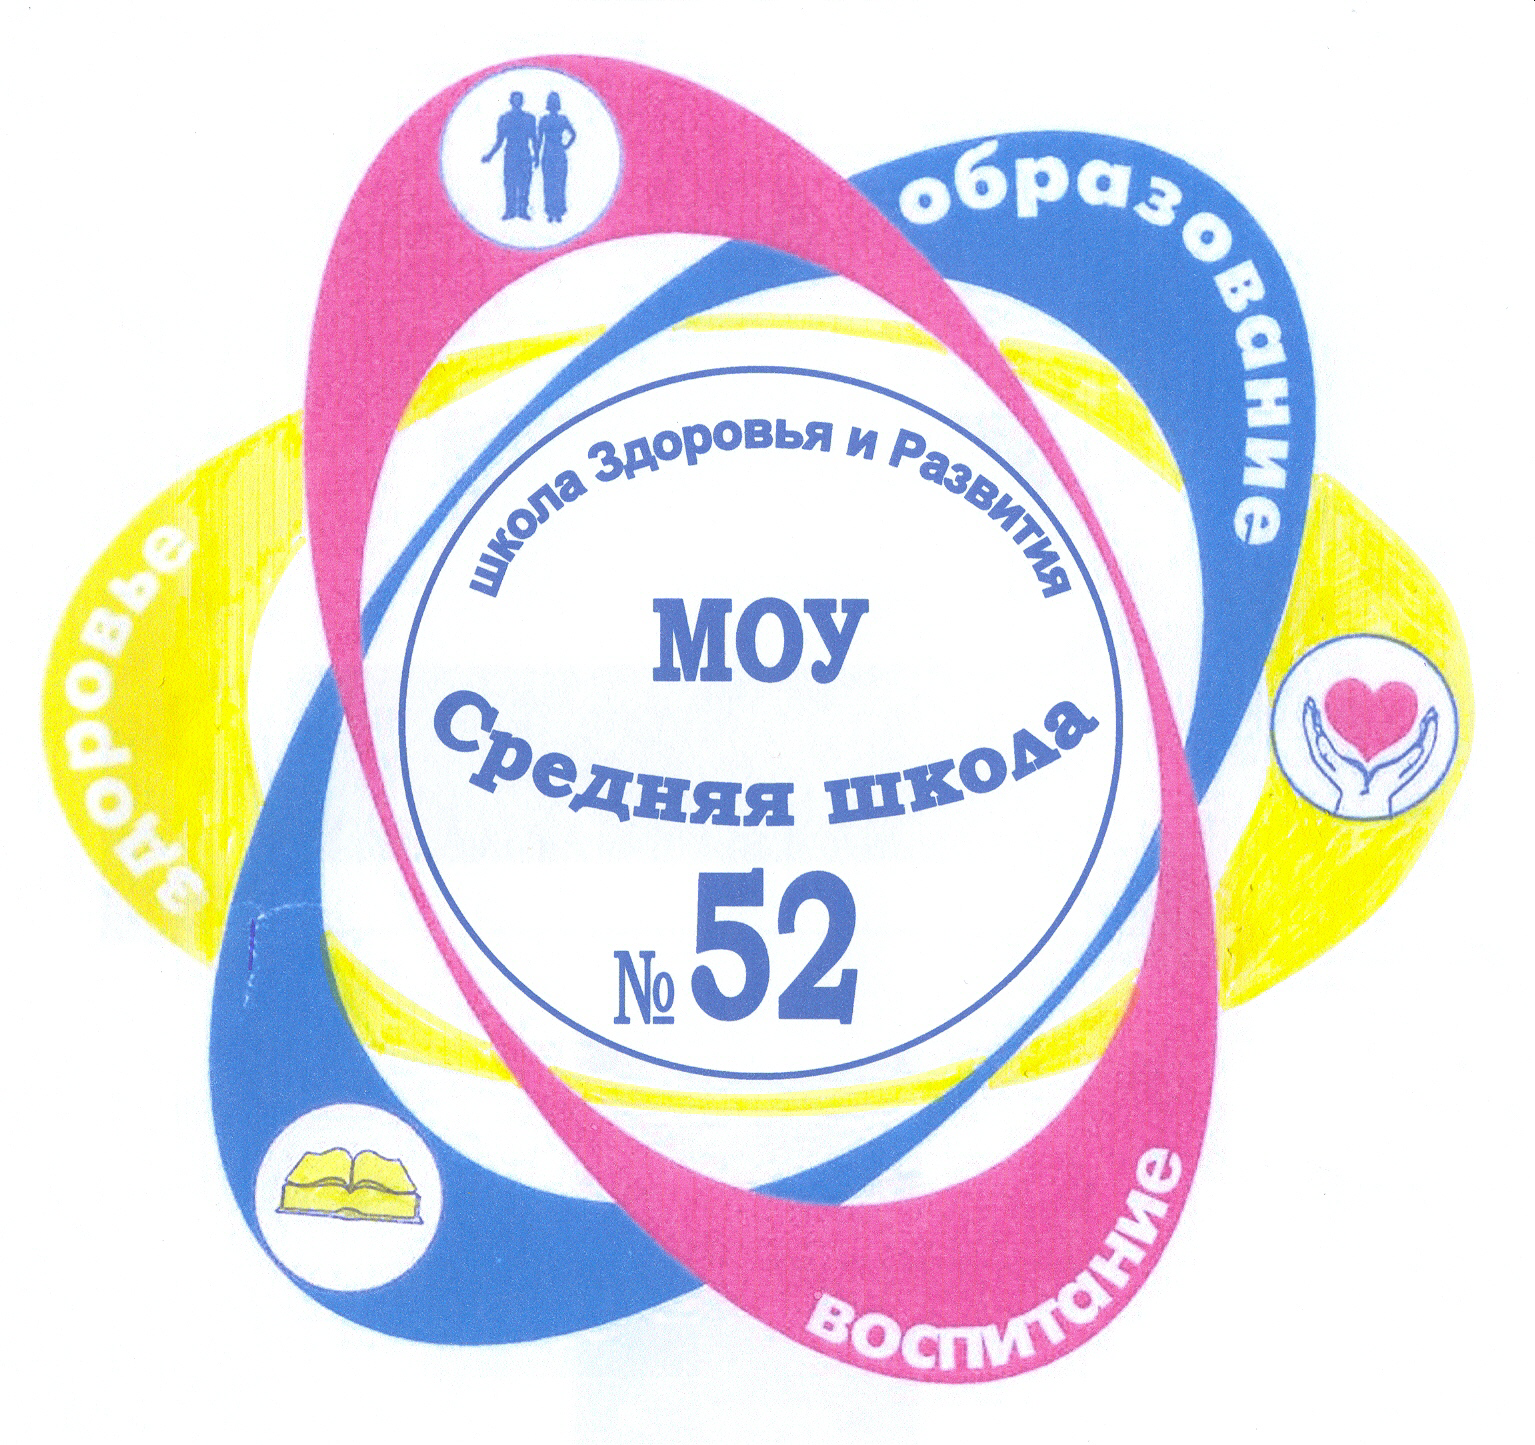 образование
здоровье
школа Здоровья и Развития
МОУ
Средняя школа
№ 52
воспитание